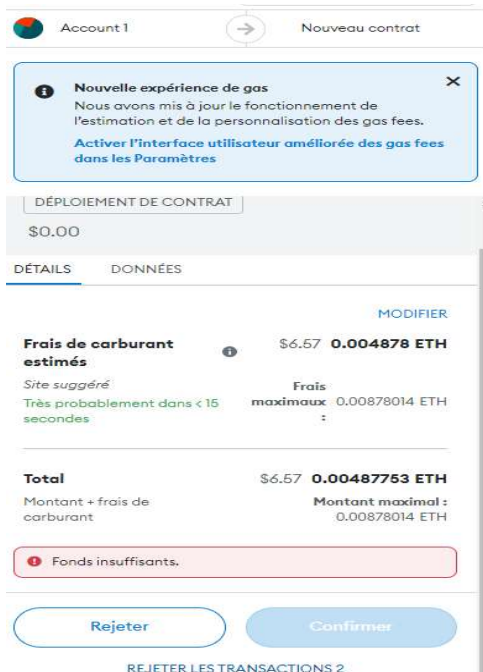 Account 1
Nouveau contrat
Nouvelle expérience de gas
Nous avons mis à jour le fonctionnement de
l'estimation et de la personnalisation des gas fees.
Activer l'interface utilisateur améliorée des gas fees
dans les Paramètres
DÉPLOIEMENT DE CONTRAT
$0.00
DÉTAILS DONNÉES
MODIFIER
Frais de carburant
estimés
$6.57 0.004878 ETH
Site suggéré
Très probablement dans < 15
secondes
Frais
maximaux 0.00878014 ETH
:
Total $6.57 0.00487753 ETH
Montant + frais de
carburant
Montant maximal :
0.00878014 ETH
Fonds insuffisants.
Rejeter Confirmer
REJETER LES TRANSACTIONS 2